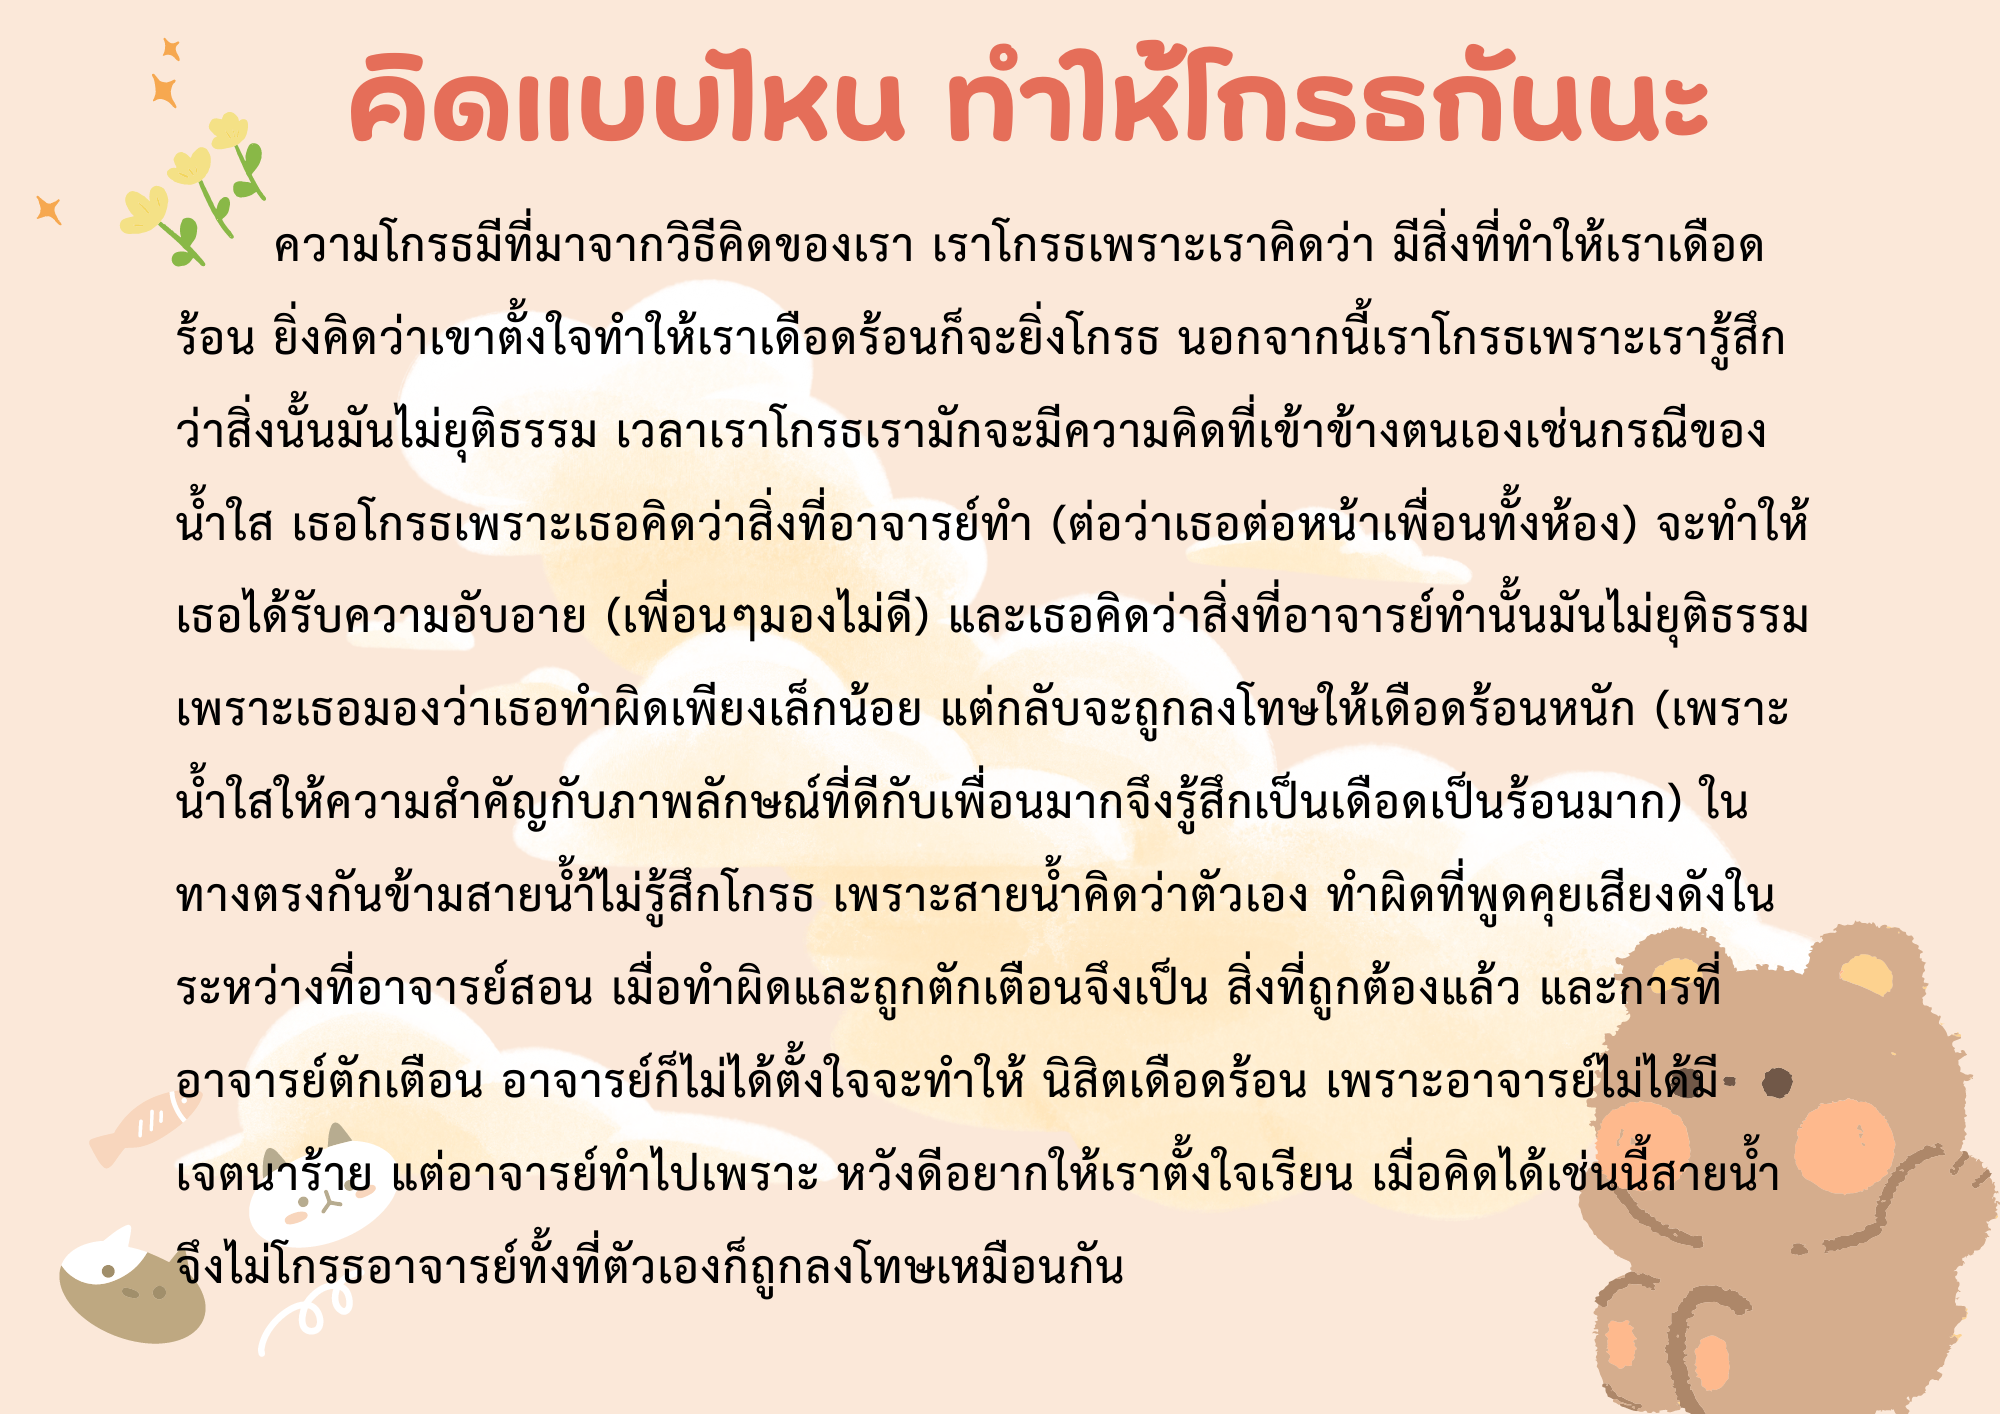 คิดแบบไหน ทำให้โกรธกันนะ
ความโกรธมีที่มาจากวิธีคิดของเรา เราโกรธเพราะเราคิดว่า มีสิ่งที่ทำให้เราเดือด
ร้อน ยิ่งคิดว่าเขาตั้งใจทำให้เราเดือดร้อนก็จะยิ่งโกรธ นอกจากนี้เราโกรธเพราะเรารู้สึก
ว่าสิ่งนั้นมันไม่ยุติธรรม เวลาเราโกรธเรามักจะมีความคิดที่เข้าข้างตนเองเช่นกรณีของ
น้ำใส เธอโกรธเพราะเธอคิดว่าสิ่งที่อาจารย์ทำ (ต่อว่าเธอต่อหน้าเพื่อนทั้งห้อง) จะทำให้
เธอได้รับความอับอาย (เพื่อนๆมองไม่ดี) และเธอคิดว่าสิ่งที่อาจารย์ทำนั้นมันไม่ยุติธรรม
เพราะเธอมองว่าเธอทำผิดเพียงเล็กน้อย แต่กลับจะถูกลงโทษให้เดือดร้อนหนัก (เพราะ
น้ำใสให้ความสำคัญกับภาพลักษณ์ที่ดีกับเพื่อนมากจึงรู้สึกเป็นเดือดเป็นร้อนมาก) ใน
ทางตรงกันข้ามสายน้ำไม่รู้สึกโกรธ เพราะสายน้ำคิดว่าตัวเอง ทำผิดที่พูดคุยเสียงดังใน
ระหว่างที่อาจารย์สอน เมื่อทำผิดและถูกตักเตือนจึงเป็น สิ่งที่ถูกต้องแล้ว และการที่
อาจารย์ตักเตือน อาจารย์ก็ไม่ได้ตั้งใจจะทำให้ นิสิตเดือดร้อน เพราะอาจารย์ไม่ได้มี
เจตนาร้าย แต่อาจารย์ทำไปเพราะ หวังดีอยากให้เราตั้งใจเรียน เมื่อคิดได้เช่นนี้สายน้ำ
จึงไม่โกรธอาจารย์ทั้งที่ตัวเองก็ถูกลงโทษเหมือนกัน